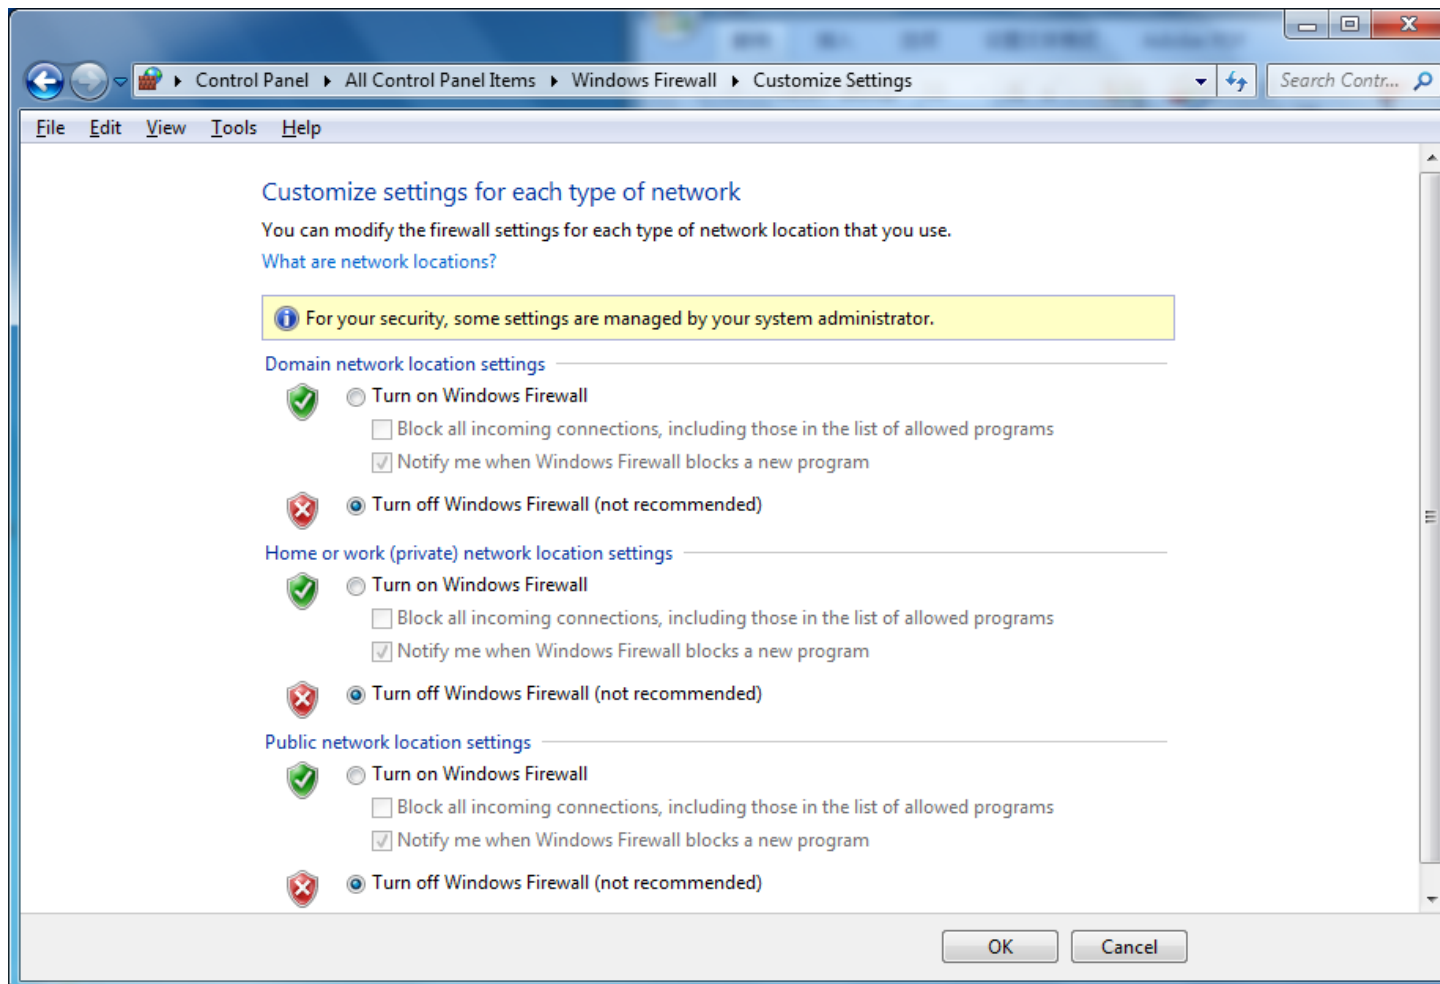 Control Panel ▸ All Control Panel Items ▸ Windows Firewall ▸ Customize Settings
Search Contr...
File Edit View Tools Help
Customize settings for each type of network
You can modify the firewall settings for each type of network location that you use.
What are network locations?
For your security, some settings are managed by your system administrator.
Domain network location settings
Turn on Windows Firewall
Block all incoming connections, including those in the list of allowed programs
Notify me when Windows Firewall blocks a new program
Turn off Windows Firewall (not recommended)
Home or work (private) network location settings
Turn on Windows Firewall
Block all incoming connections, including those in the list of allowed programs
Notify me when Windows Firewall blocks a new program
Turn off Windows Firewall (not recommended)
Public network location settings
Turn on Windows Firewall
Block all incoming connections, including those in the list of allowed programs
Notify me when Windows Firewall blocks a new program
Turn off Windows Firewall (not recommended)
OK Cancel